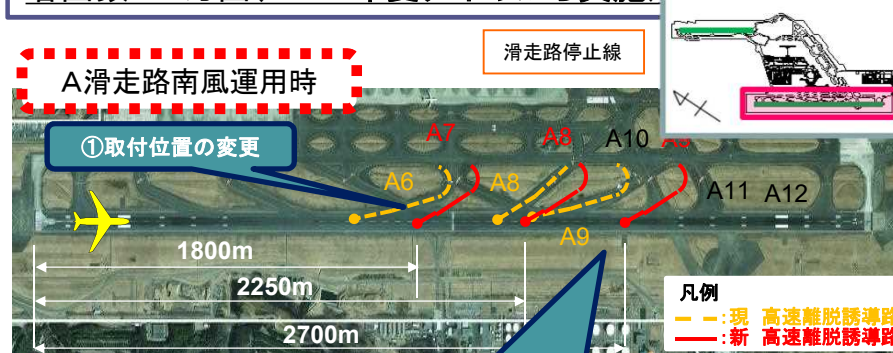 滑走路停止線
A滑走路南風運用時
①取付位置の変更
A7
A8
A10
A9
A6
A8
A9
A11
A12
1800m
2250m
2700m
凡例
:現 高速離脱誘導路
:新 高速離脱誘導路